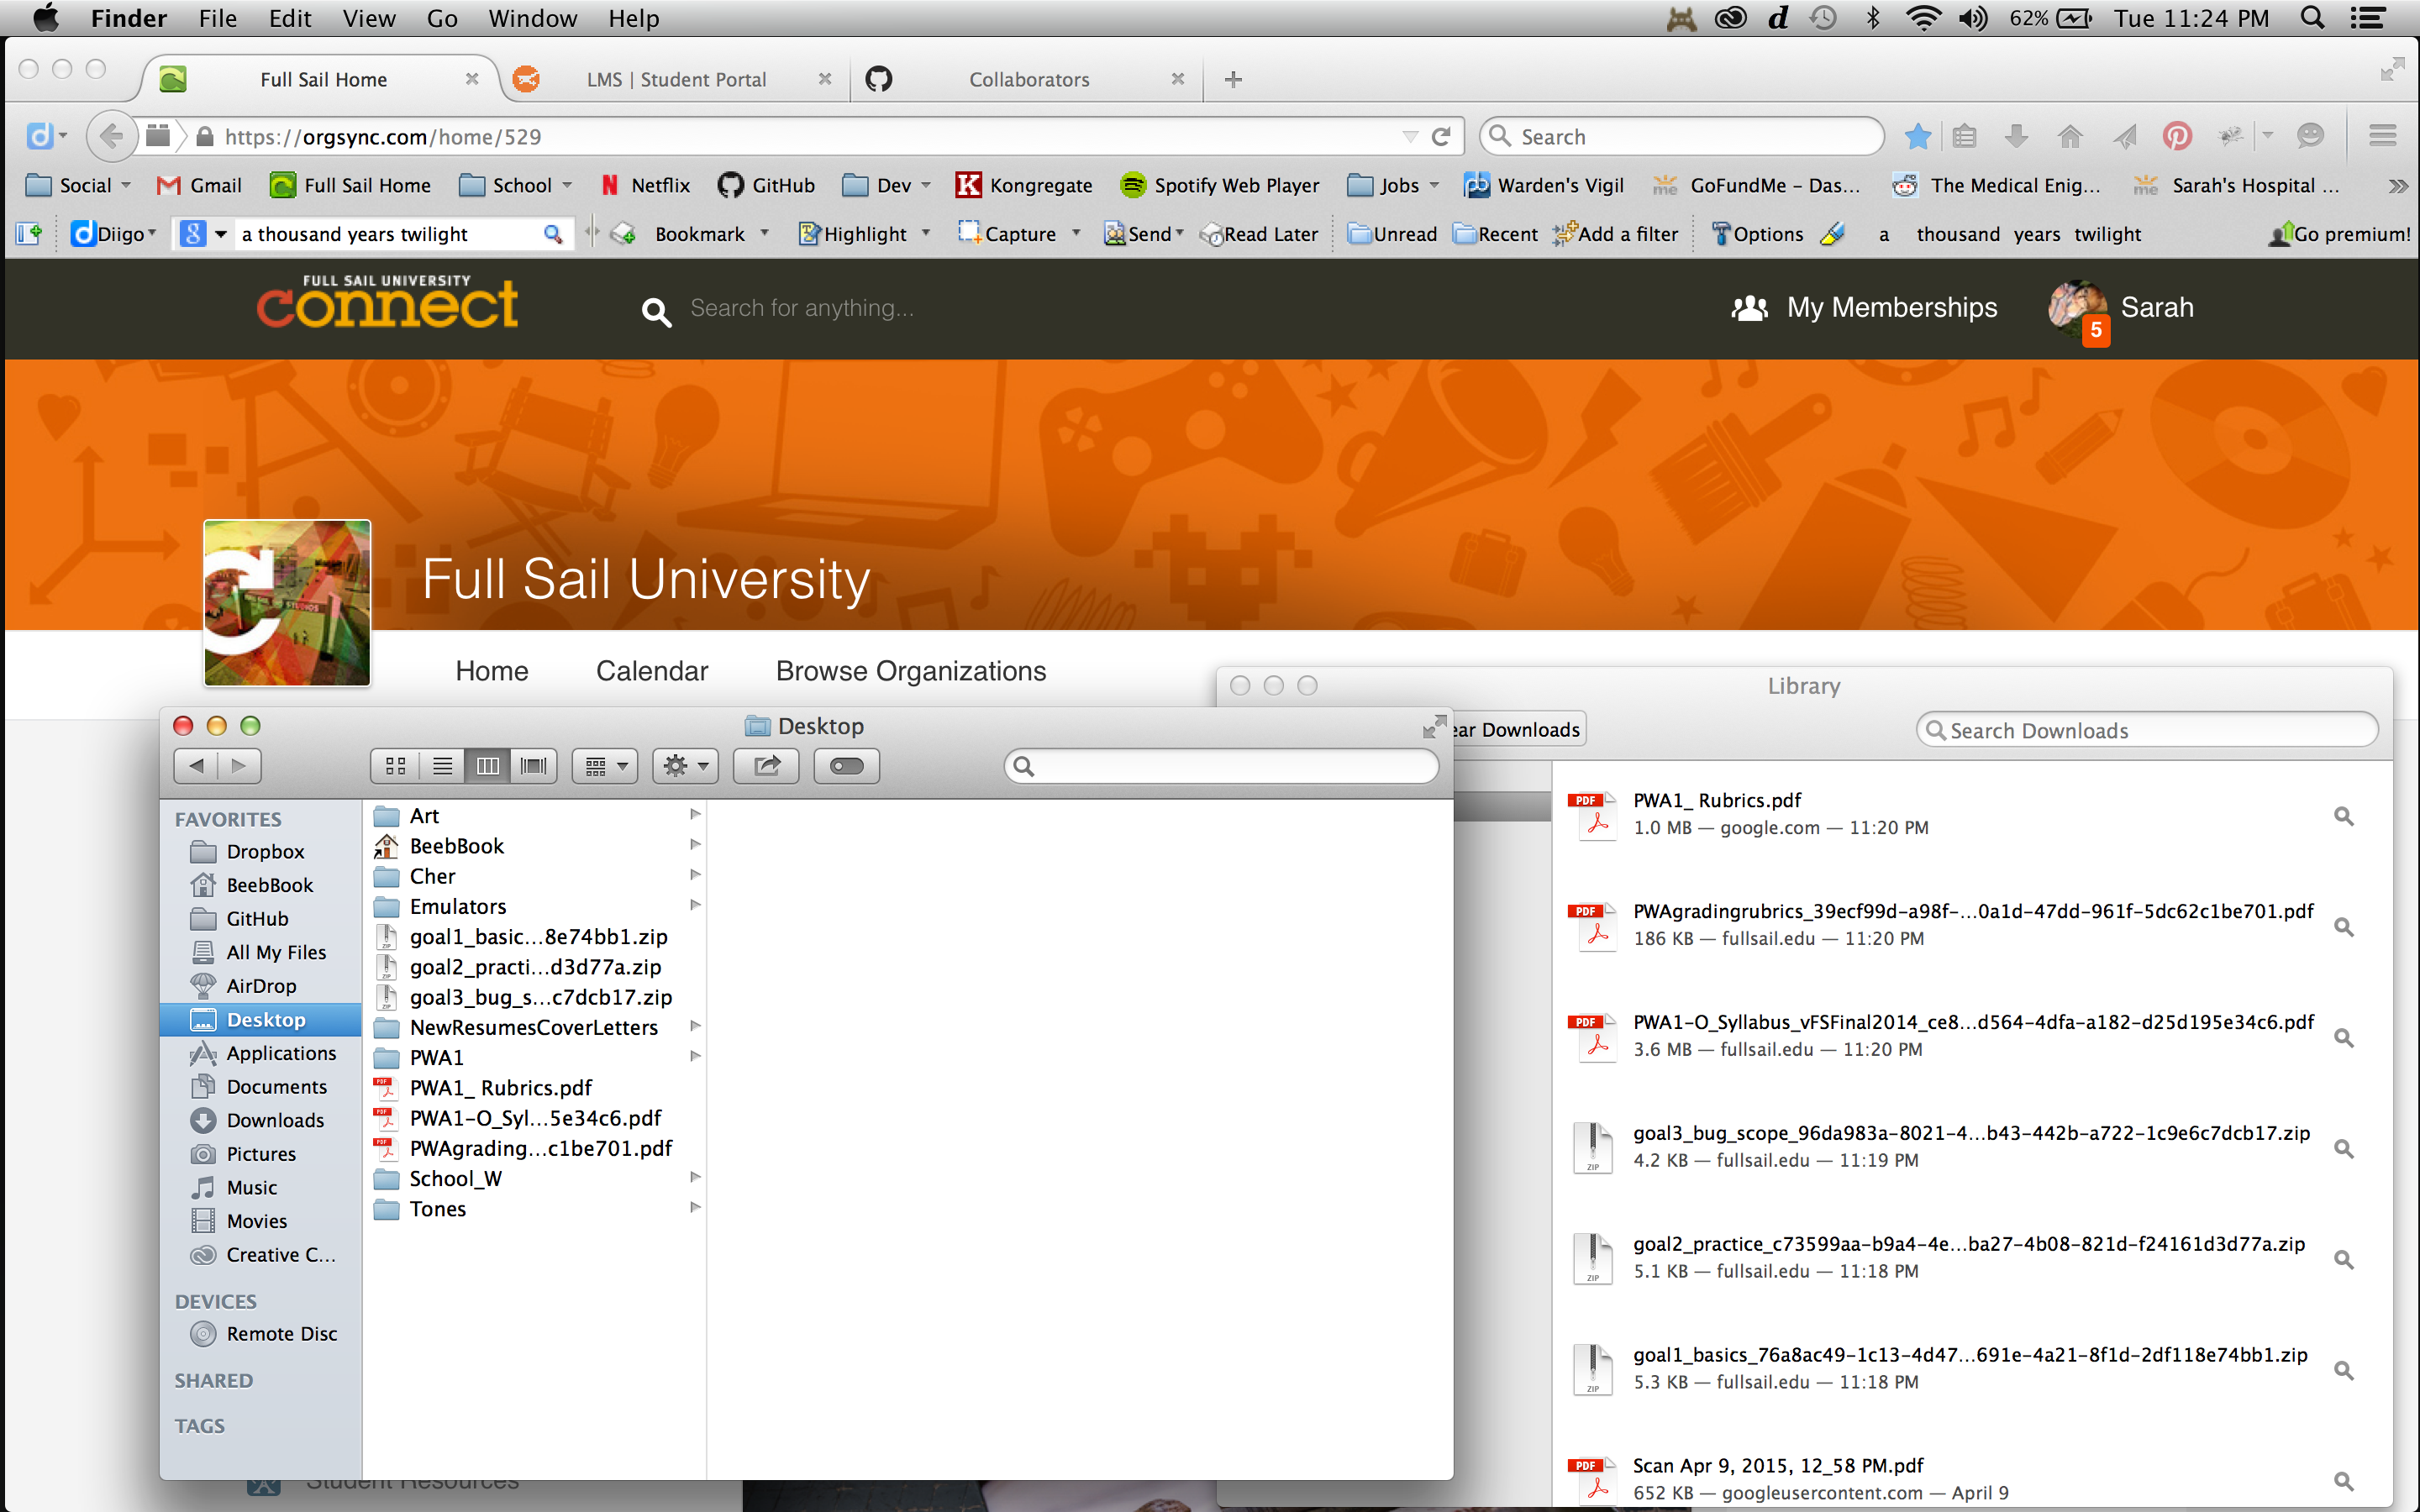 Finder File Edit View Go Window Help 62% Tue 11:24 PM
Full Sail Home LMS | Student Portal Collaborators
https://orgsync.com/home/529 Search
Social Gmail Full Sail Home School Netflix GitHub Dev Kongregate Spotify Web Player Jobs Warden's Vigil GoFundMe – Das... The Medical Enig... Sarah's Hospital ...
Diigo a thousand years twilight Bookmark Highlight Capture Send Read Later Unread Recent Add a filter Options a thousand years twilight Go premium!
FULL SAIL UNIVERSITY
connect
Search for anything...
My Memberships
5
Sarah
Full Sail University
Home Calendar Browse Organizations
Desktop
FAVORITES
Dropbox
BeebBook
GitHub
All My Files
AirDrop
Desktop
Applications
Documents
Downloads
Pictures
Music
Movies
Creative C...
DEVICES
Remote Disc
SHARED
TAGS
Art
BeebBook
Cher
Emulators
goal1_basic...8e74bb1.zip
goal2_practi...d3d77a.zip
goal3_bug_s...c7dcb17.zip
NewResumesCoverLetters
PWA1
PWA1_ Rubrics.pdf
PWA1-O_Syl...5e34c6.pdf
PWAgrading...c1be701.pdf
School_W
Tones
Student Resources
Library
ear Downloads
Search Downloads
PWA1_ Rubrics.pdf
1.0 MB — google.com — 11:20 PM
PWAgradingrubrics_39ecf99d-a98f-...0a1d-47dd-961f-5dc62c1be701.pdf
186 KB — fullsail.edu — 11:20 PM
PWA1-O_Syllabus_vFSFinal2014_ce8...d564-4dfa-a182-d25d195e34c6.pdf
3.6 MB — fullsail.edu — 11:20 PM
goal3_bug_scope_96da983a-8021-4...b43-442b-a722-1c9e6c7dcb17.zip
4.2 KB — fullsail.edu — 11:19 PM
goal2_practice_c73599aa-b9a4-4e...ba27-4b08-821d-f24161d3d77a.zip
5.1 KB — fullsail.edu — 11:18 PM
goal1_basics_76a8ac49-1c13-4d47...691e-4a21-8f1d-2df118e74bb1.zip
5.3 KB — fullsail.edu — 11:18 PM
Scan Apr 9, 2015, 12_58 PM.pdf
652 KB — googleusercontent.com — April 9